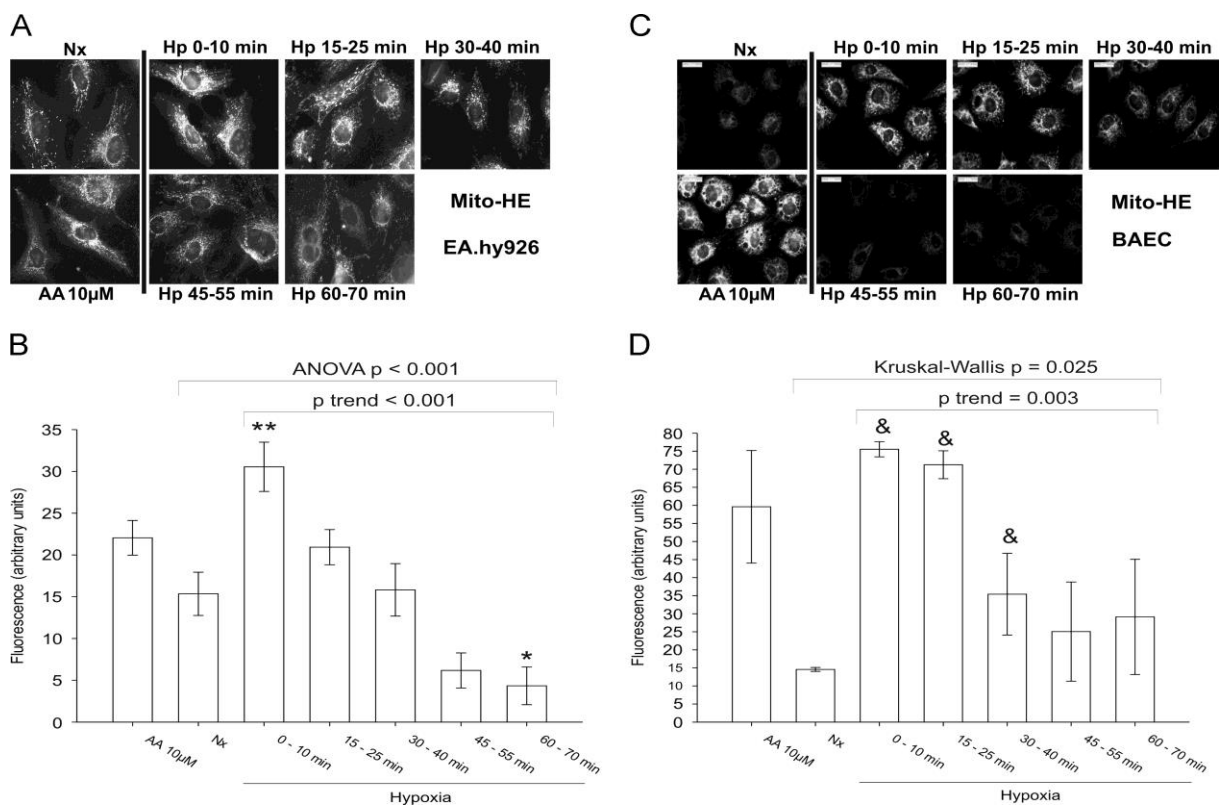 A
Nx
Hp 0-10 min
Hp 15-25 min
Hp 30-40 min
Mito-HE
EA.hy926
AA 10µM
Hp 45-55 min
Hp 60-70 min
B
ANOVA p < 0.001
p trend < 0.001
**
*
Fluorescence (arbitrary units)
35
30
25
20
15
10
5
0
AA 10µM
Nx
0 - 10 min
15 - 25 min
30 - 40 min
45 - 55 min
60 - 70 min
Hypoxia
C
Nx
Hp 0-10 min
Hp 15-25 min
Hp 30-40 min
Mito-HE
BAEC
AA 10µM
Hp 45-55 min
Hp 60-70 min
D
Kruskal-Wallis p = 0.025
p trend = 0.003
&
&
&
Fluorescence (arbitrary units)
80
75
70
65
60
55
50
45
40
35
30
25
20
15
10
5
0
AA 10µM
Nx
0 - 10 min
15 - 25 min
30 - 40 min
45 - 55 min
60 - 70 min
Hypoxia